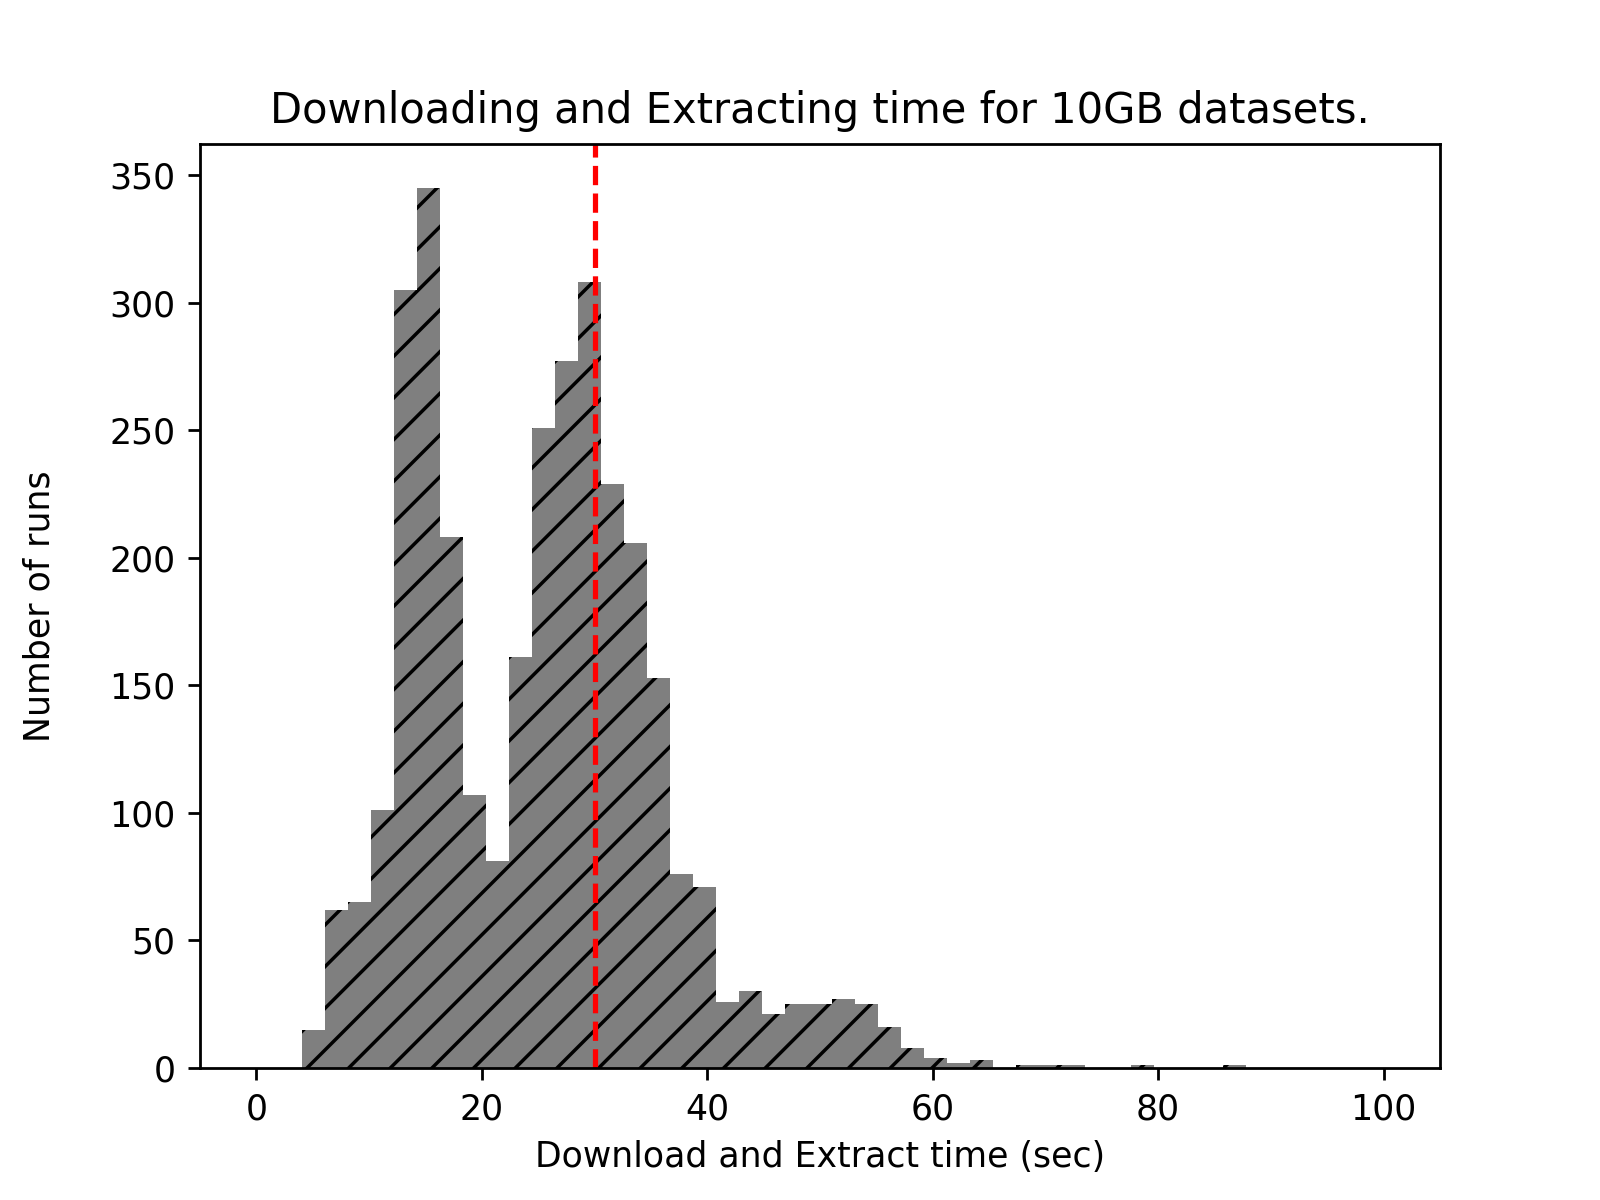 Downloading and Extracting time for 10GB datasets.
350
300
250
200
150
100
50
0
Number of runs
0 20 40 60 80 100
Download and Extract time (sec)